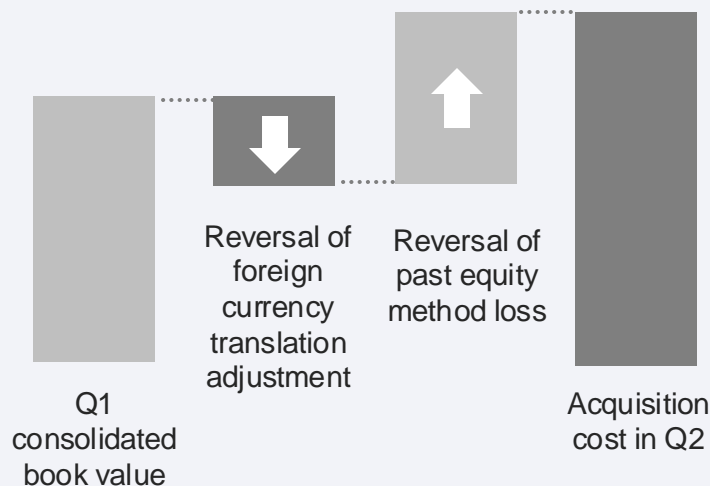 Q1
consolidated
book value
Reversal of
foreign
currency
translation
adjustment
Reversal of
past equity
method loss
Acquisition
cost in Q2